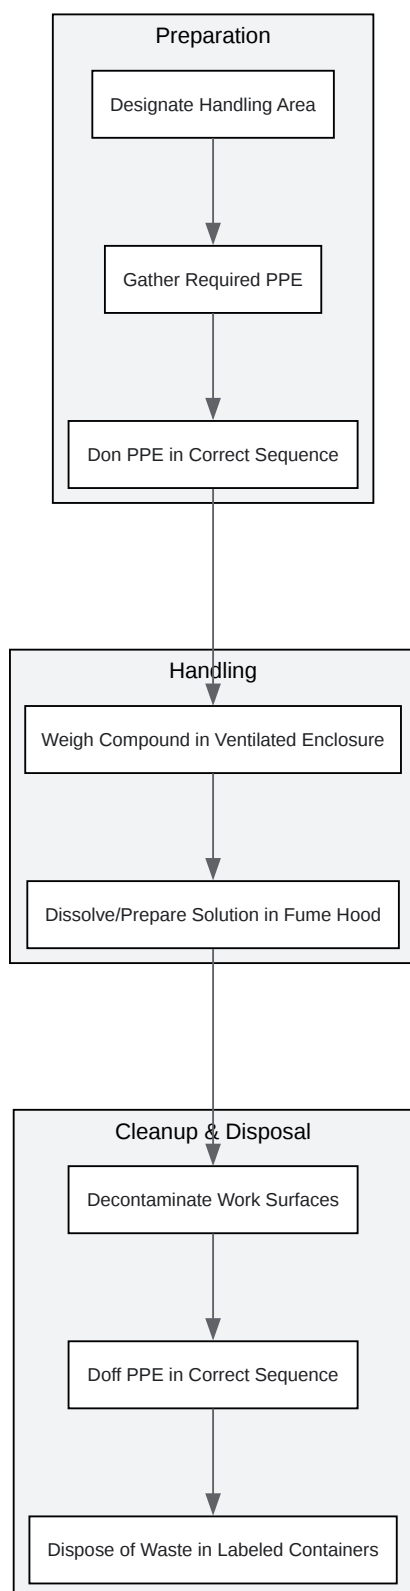 Preparation
Designate Handling Area
Gather Required PPE
Don PPE in Correct Sequence
Handling
Weigh Compound in Ventilated Enclosure
Dissolve/Prepare Solution in Fume Hood
Cleanup & Disposal
Decontaminate Work Surfaces
Doff PPE in Correct Sequence
Dispose of Waste in Labeled Containers